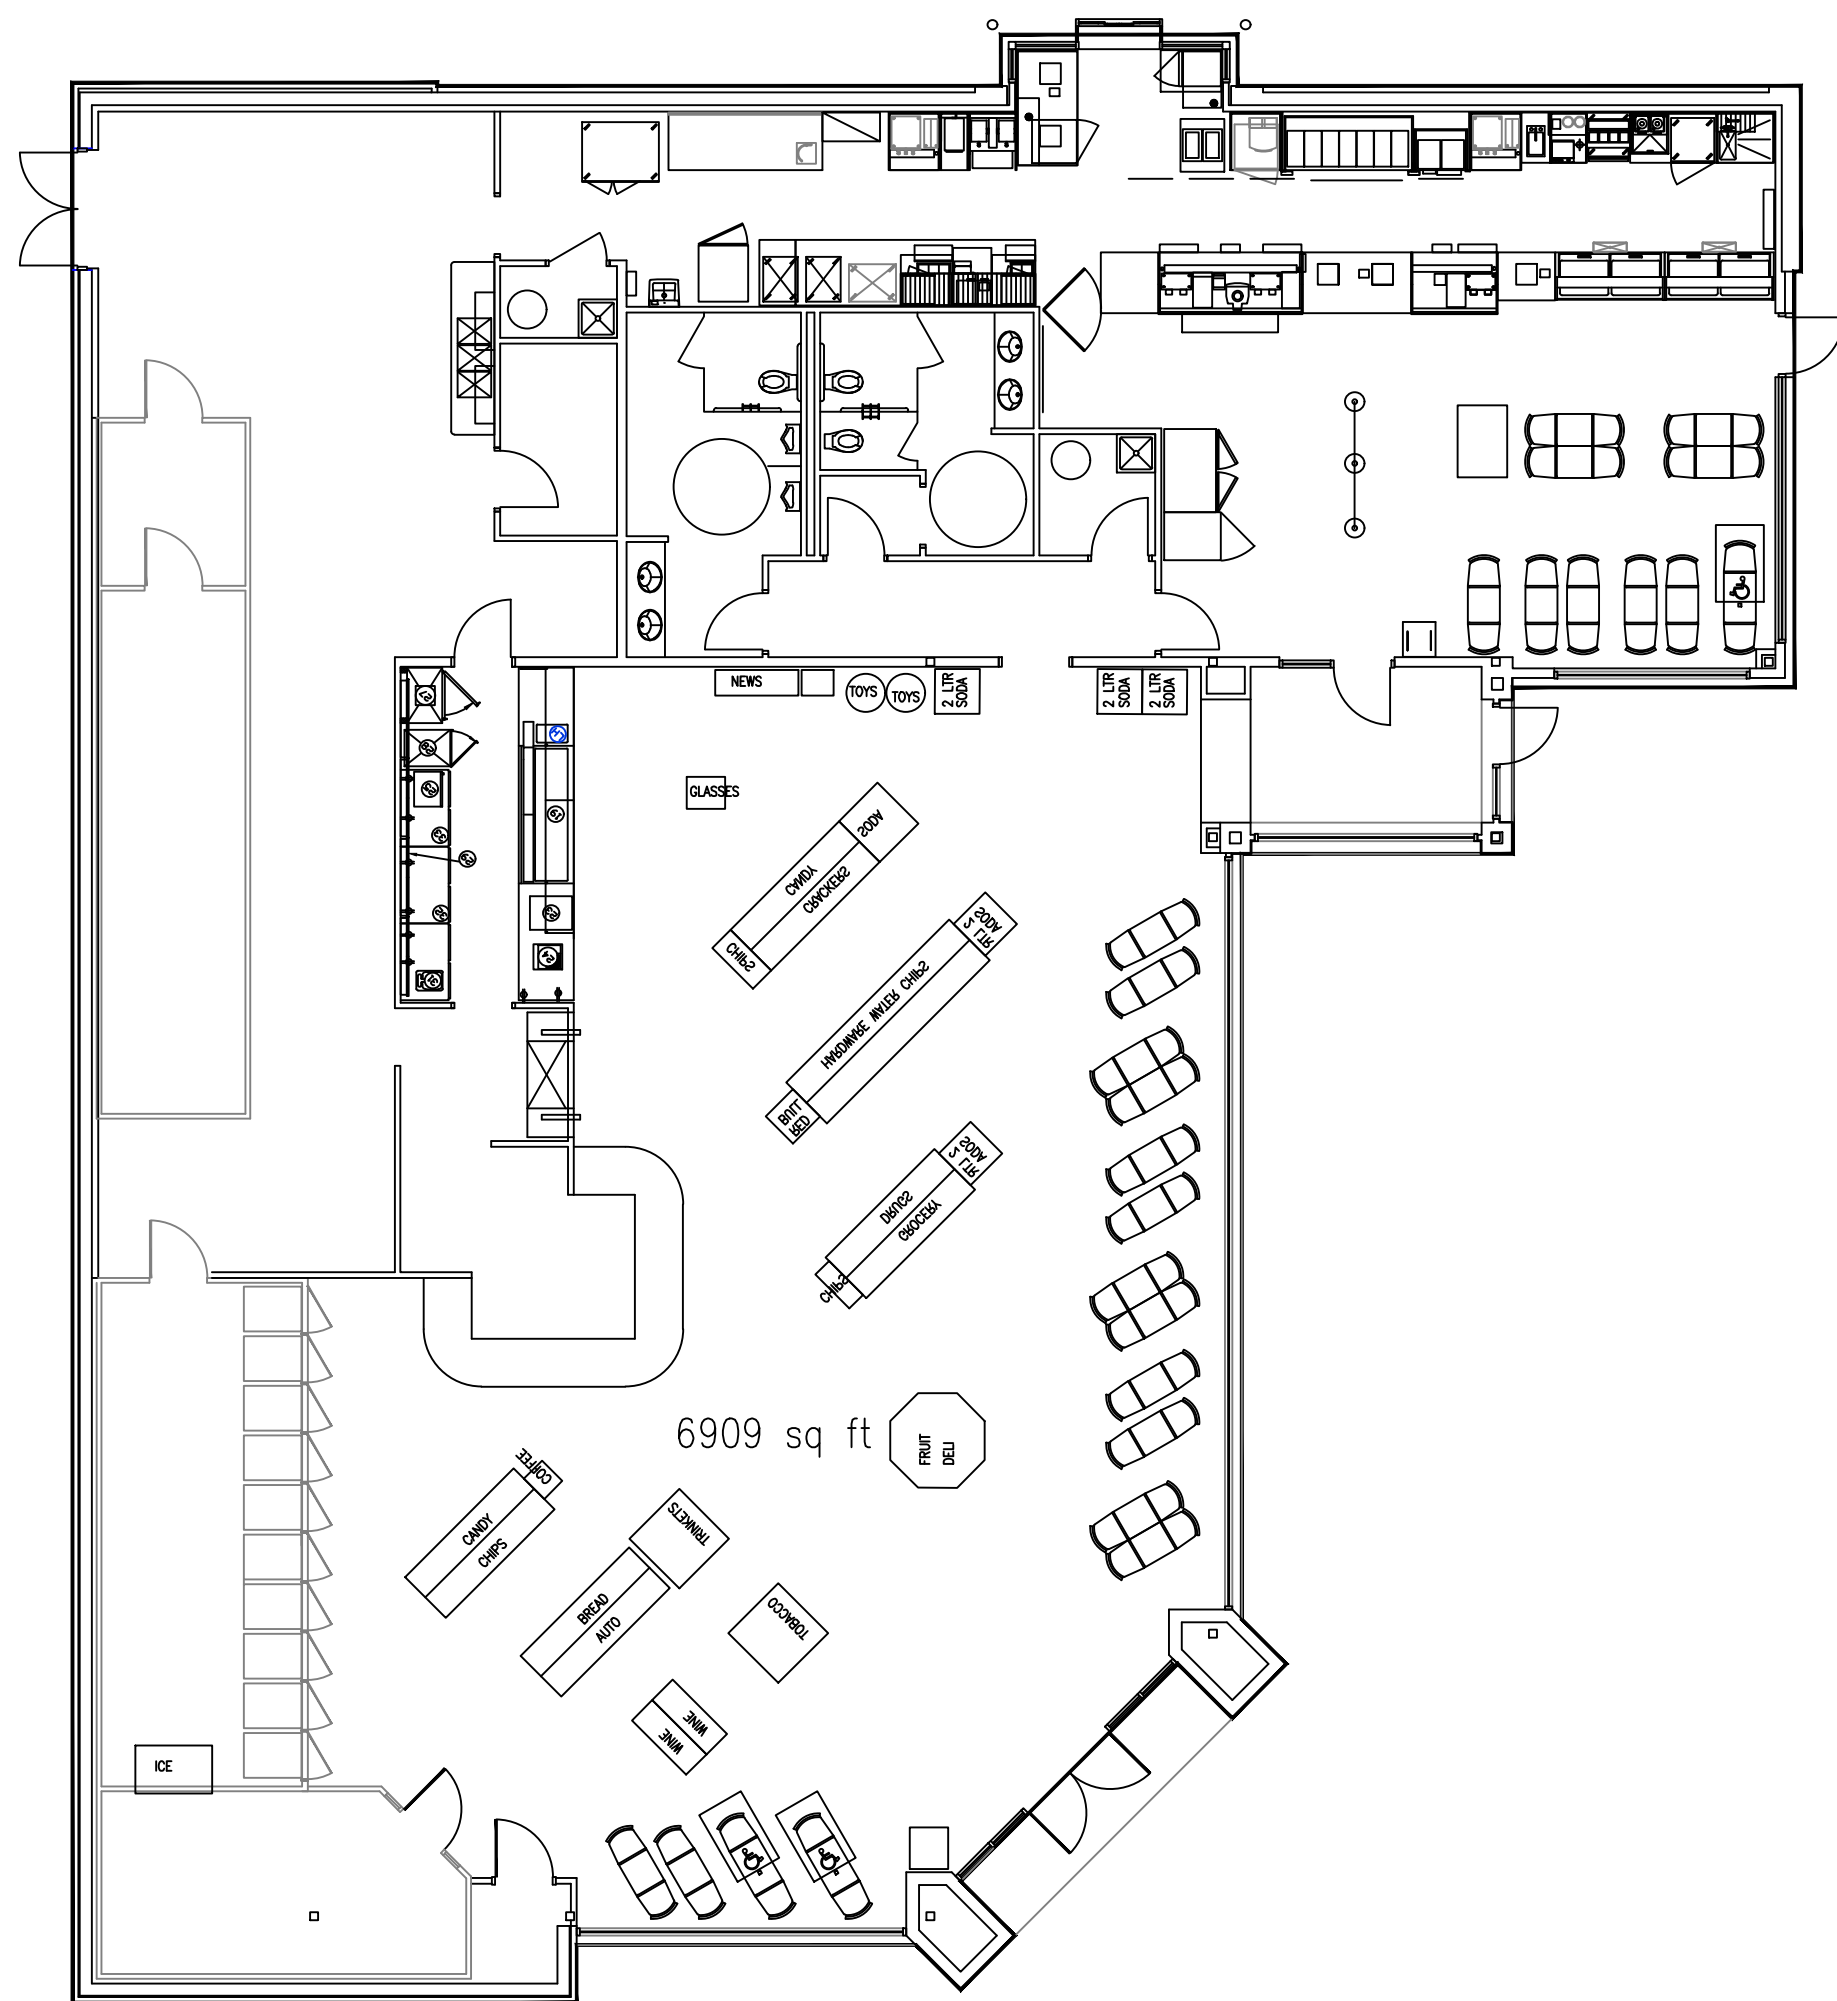 NEWS
TOYS
TOYS
2 LTR
SODA
2 LTR
SODA
2 LTR
SODA
GLASSES
SODA
CANDY
CRACKERS
CHIPS
SODA
2 LTR
HARDWARE WATER CHIPS
BULL
RED
SODA
2 LTR
DRUGS
GROCERY
CHIPS
6909 sq ft
FRUIT
DELI
COFFEE
CANDY
CHIPS
TRINKETS
BREAD
AUTO
TOBACCO
WINE
WINE
ICE